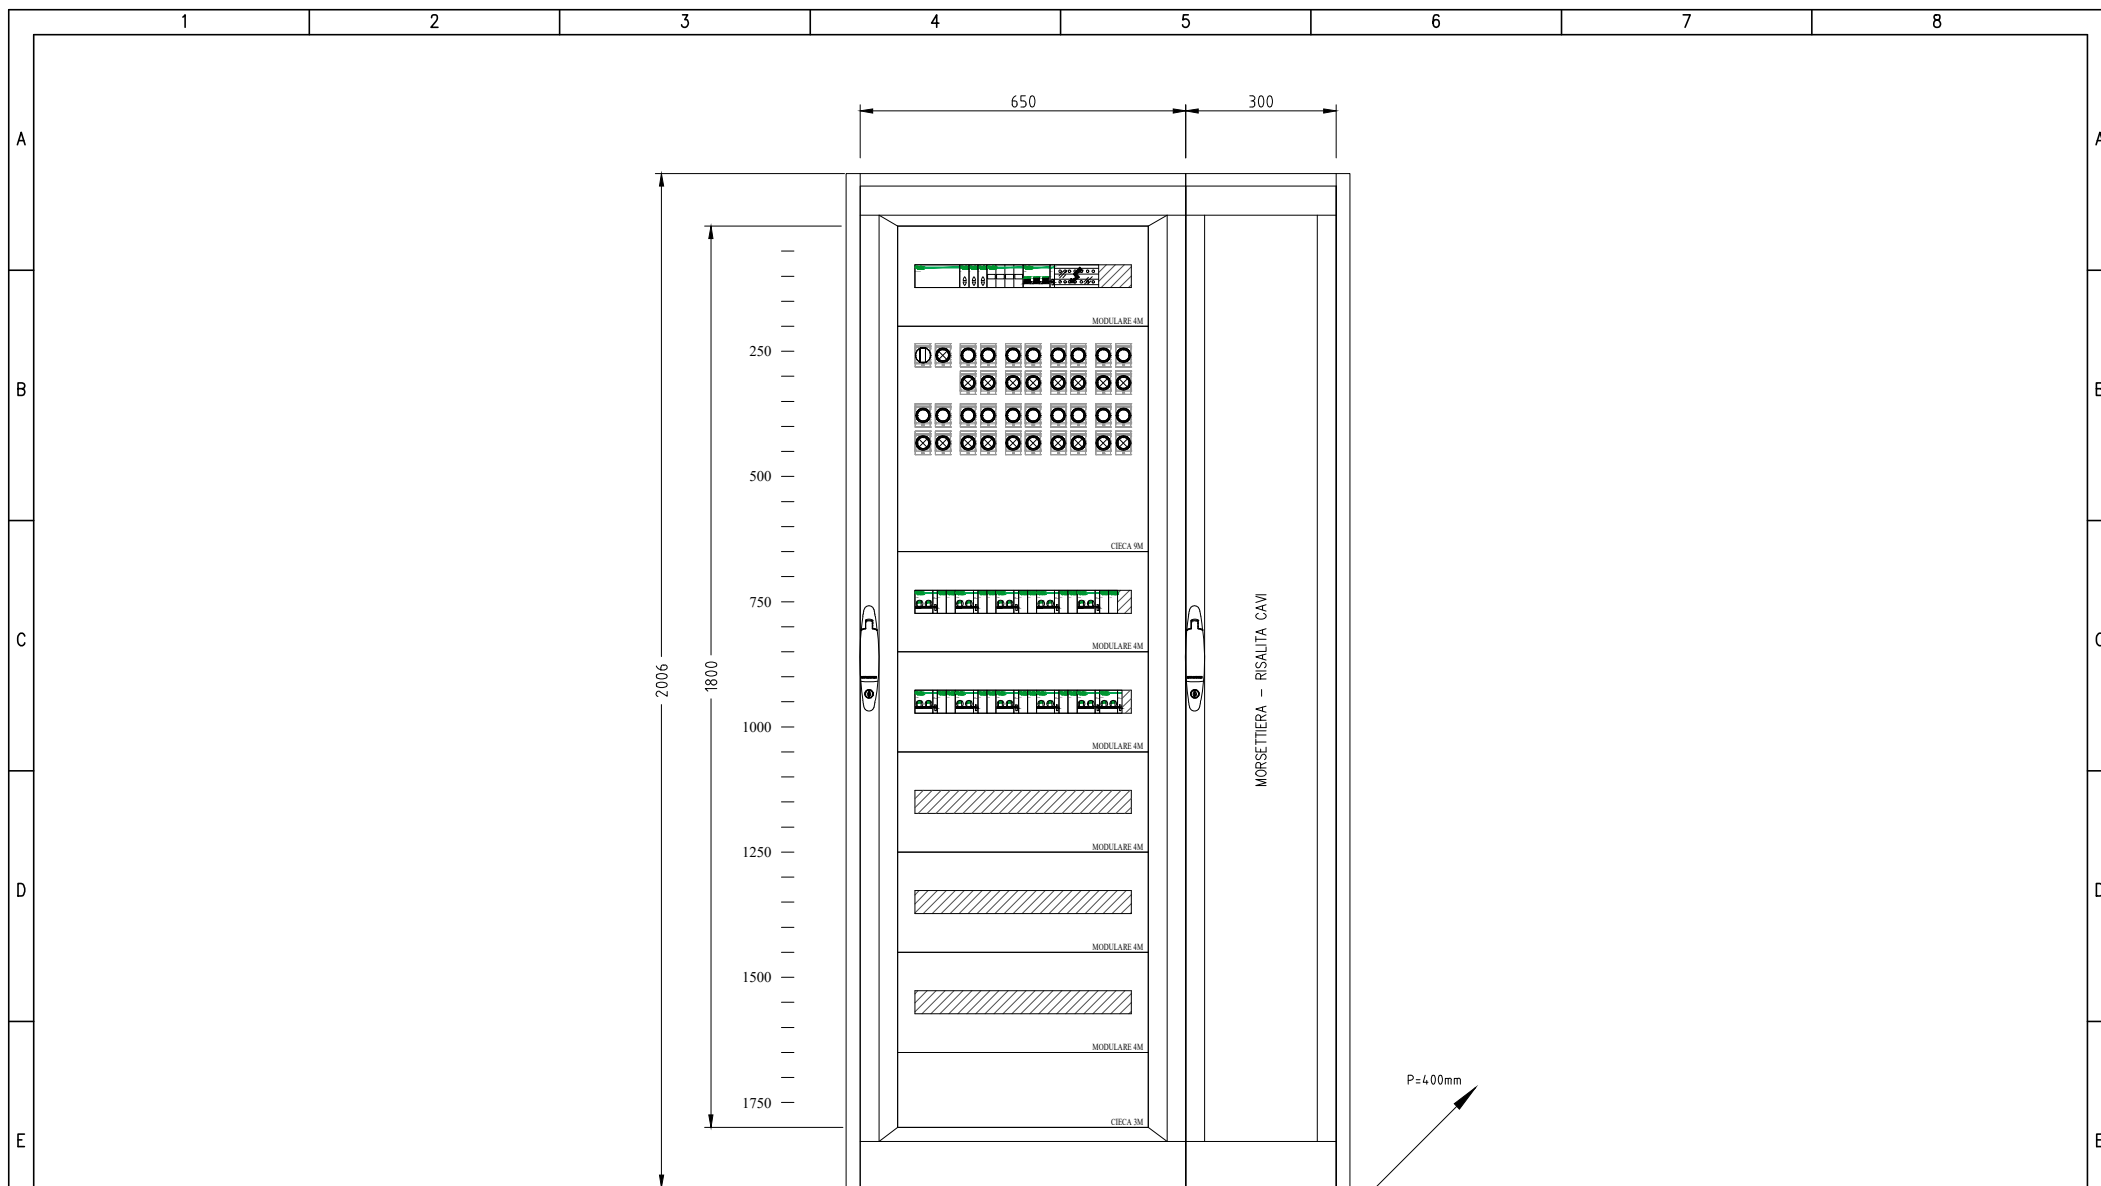 1 2 3 4 5 6 7 8
650 300
A A
MODULARE 4M
250
B B
500
CIECA 9M
750
MODULARE 4M
C C
2006
1800
MORSETTIERA - RISALITA CAVI
1000
MODULARE 4M
1250
MODULARE 4M
D D
MODULARE 4M
1500
MODULARE 4M
P=400mm
1750
CIECA 3M
E E